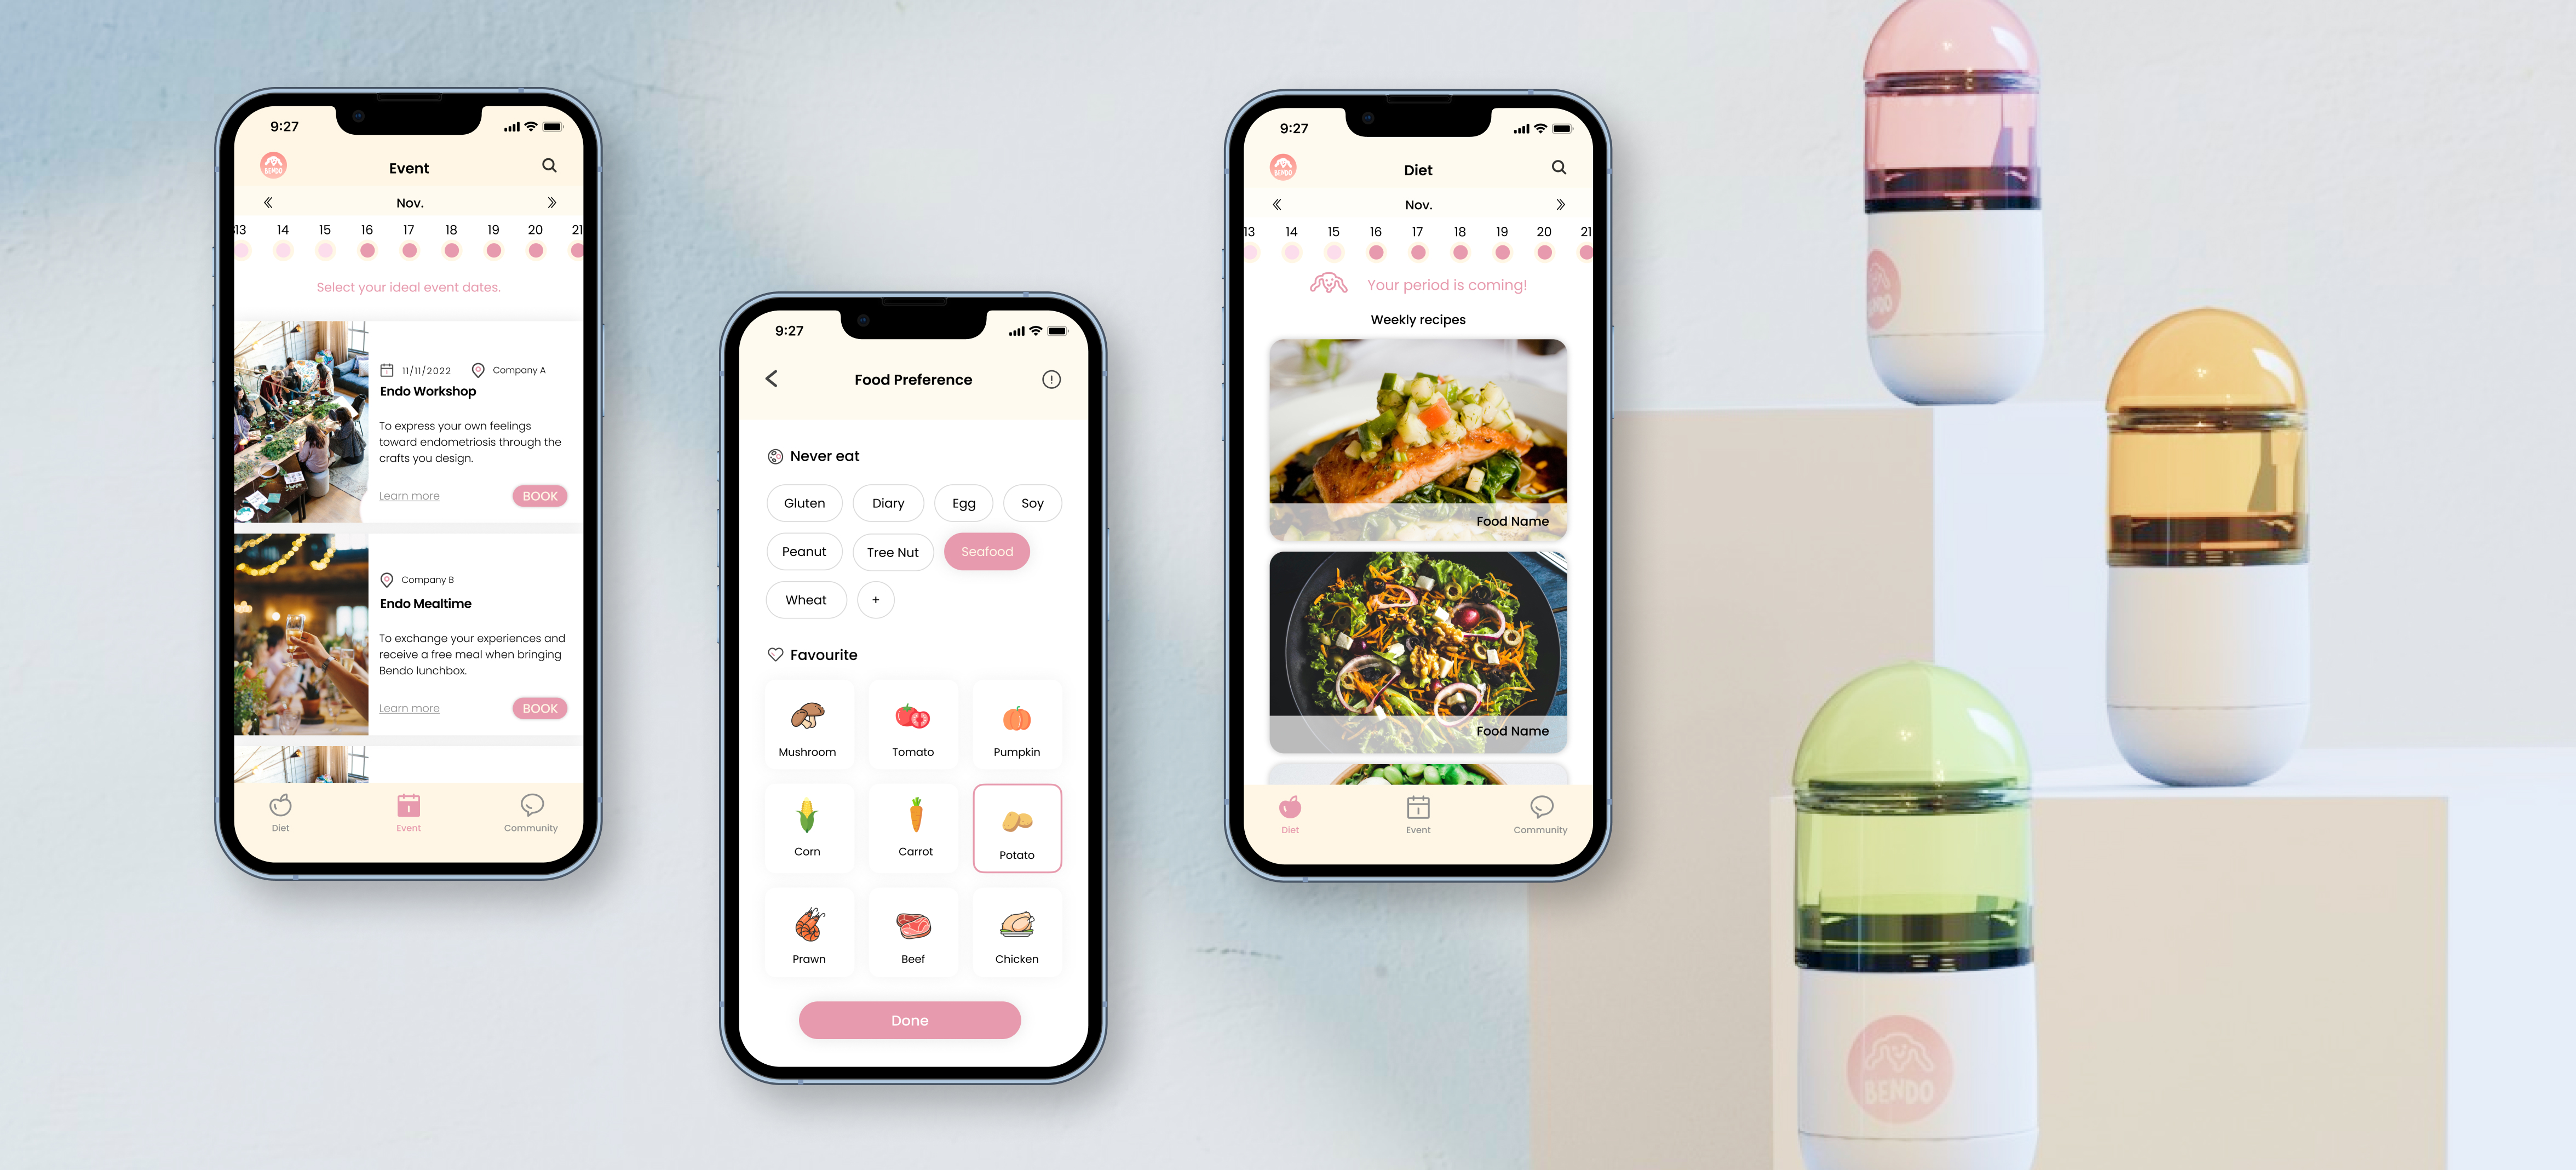 9:27
BENDO
Event
Nov.
13 14 15 16 17 18 19 20 21
Select your ideal event dates.
11/11/2022 Company A
Endo Workshop
To express your own feelings
toward endometriosis through the
crafts you design.
Learn more BOOK
Company B
Endo Mealtime
To exchange your experiences and
receive a free meal when bringing
Bendo lunchbox.
Learn more BOOK
Diet Event Community
9:27
Food Preference
Never eat
Gluten Diary Egg Soy
Peanut Tree Nut Seafood
Wheat +
Favourite
Mushroom Tomato Pumpkin
Corn Carrot Potato
Prawn Beef Chicken
Done
9:27
BENDO
Diet
Nov.
13 14 15 16 17 18 19 20 21
Your period is coming!
Weekly recipes
Food Name
Food Name
Diet Event Community
BENDO
BENDO